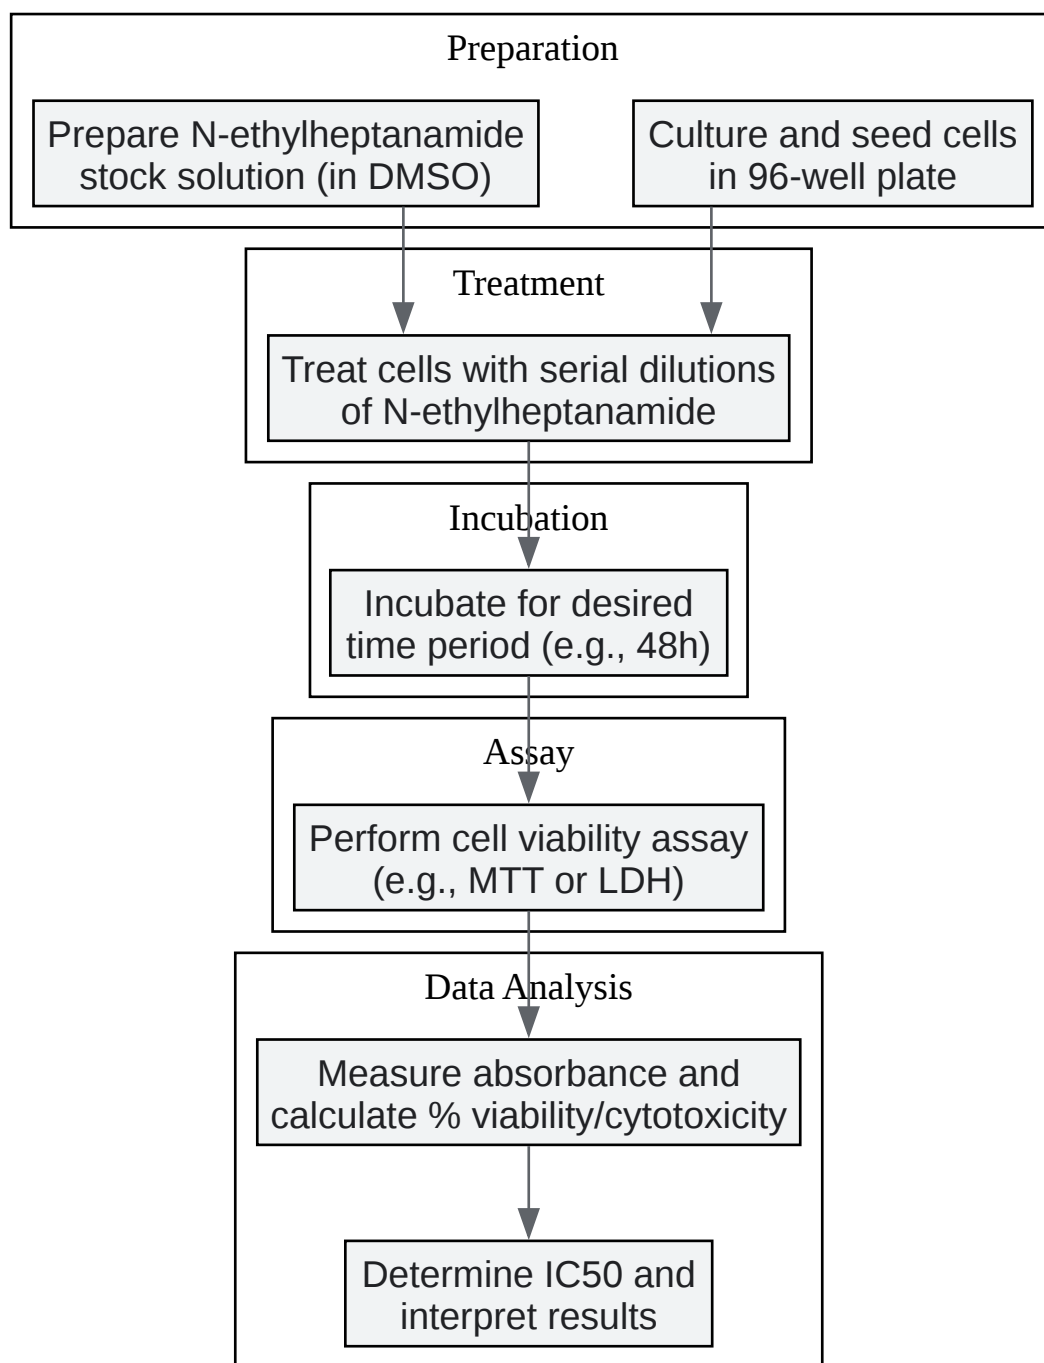 Preparation
Prepare N-ethylheptanamide
stock solution (in DMSO)
Culture and seed cells
in 96-well plate
Treatment
Treat cells with serial dilutions
of N-ethylheptanamide
Incubation
Incubate for desired
time period (e.g., 48h)
Assay
Perform cell viability assay
(e.g., MTT or LDH)
Data Analysis
Measure absorbance and
calculate % viability/cytotoxicity
Determine IC50 and
interpret results